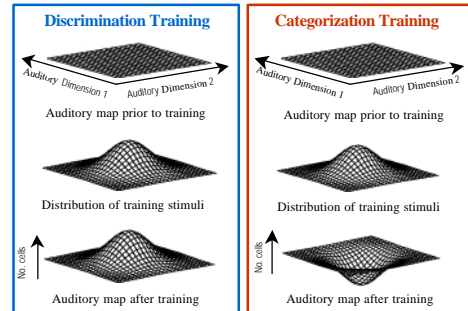 Discrimination Training
Auditory Dimension 1
Auditory Dimension 2
Auditory map prior to training
Distribution of training stimuli
No. cells
Auditory map after training
Categorization Training
Auditory Dimension 1
Auditory Dimension 2
Auditory map prior to training
Distribution of training stimuli
No. cells
Auditory map after training